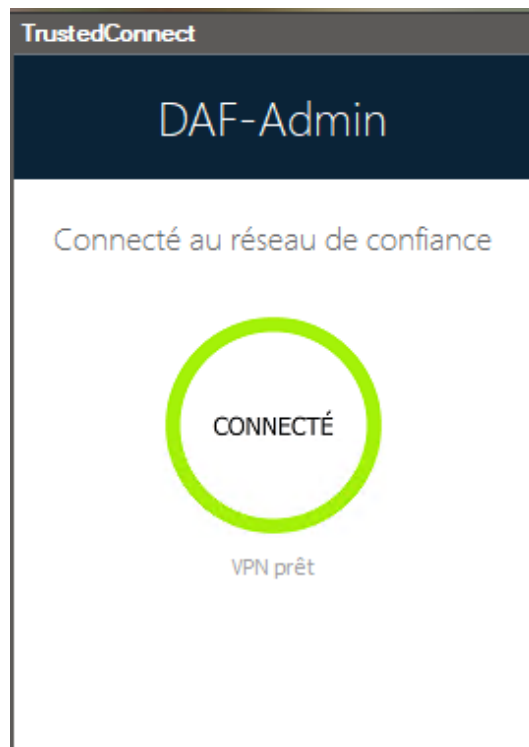 TrustedConnect
DAF-Admin
Connecté au réseau de confiance
CONNECTÉ
VPN prêt